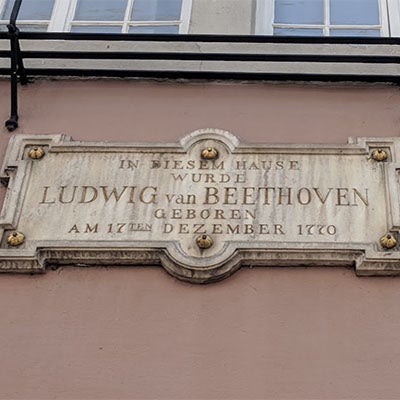 IN DIESEM HAUSE
WURDE
LUDWIG van BEETHOVEN
GEBOREN
AM 17TEN DEZEMBER 1770